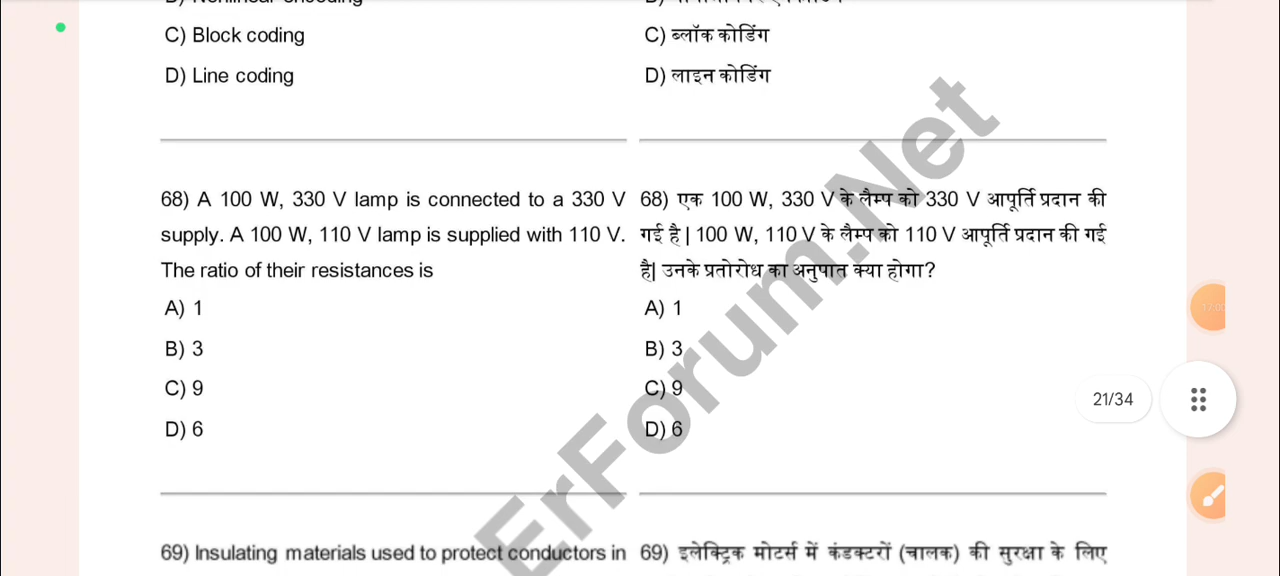 C) Block coding
C) ब्लॉक कोडिंग
D) Line coding
D) लाइन कोडिंग
68) A 100 W, 330 V lamp is connected to a 330 V
supply. A 100 W, 110 V lamp is supplied with 110 V.
The ratio of their resistances is
A) 1
B) 3
C) 9
D) 6
68) एक 100 W, 330 V के लैम्प को 330 V आपूर्ति प्रदान की
गई है| 100 W, 110 V के लैम्प को 110 V आपूर्ति प्रदान की गई
है| उनके प्रतोरोध का अनुपात क्या होगा?
A) 1
B) 3
C) 9
D) 6
21/34
69) Insulating materials used to protect conductors in
69) इलेक्ट्रिक मोटर्स में कंडक्टरों (चालक) की सुरक्षा के लिए
ErForum.Net